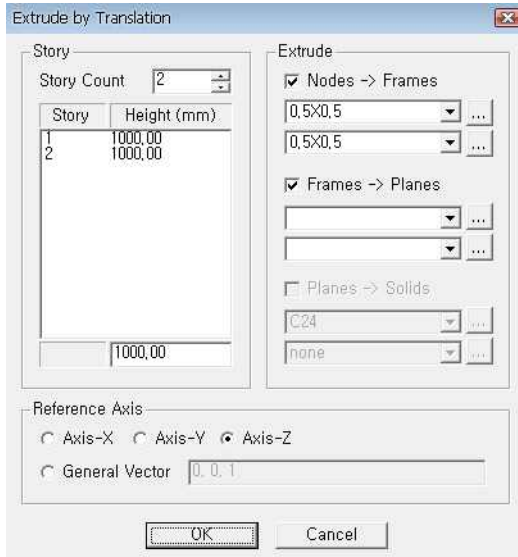 Extrude by Translation
Story
Story Count 2
Story Height (mm)
1 1000,00
2 1000,00
1000,00
Extrude
Nodes -> Frames
0,5X0,5 ...
0,5X0,5 ...
Frames -> Planes
...
...
Planes -> Solids
C24 ...
none ...
Reference Axis
Axis-X Axis-Y Axis-Z
General Vector 0, 0, 1
OK Cancel